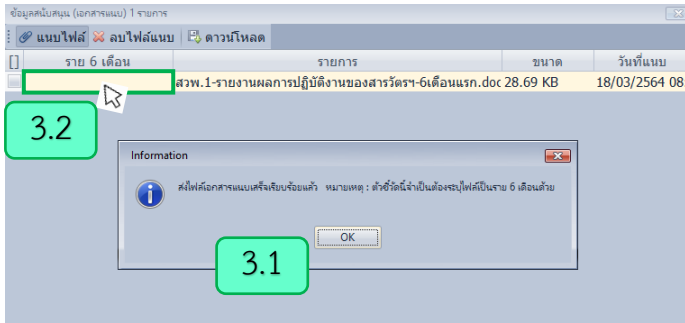 ข้อมูลสนับสนุน (เอกสารแนบ) 1 รายการ
แนบไฟล์ ลบไฟล์แนบ ดาวน์โหลด
[] ราย 6 เดือน รายการ ขนาด วันที่แนบ
สวพ.1-รายงานผลการปฏิบัติงานของสารวัตรฯ-6เดือนแรก.doc 28.69 KB 18/03/2564 08
3.2
Information
ส่งไฟล์เอกสารแนบเสร็จเรียบร้อยแล้ว หมายเหตุ : ตัวชี้วัดนี้จำเป็นต้องระบุไฟล์เป็นราย 6 เดือนด้วย
OK
3.1